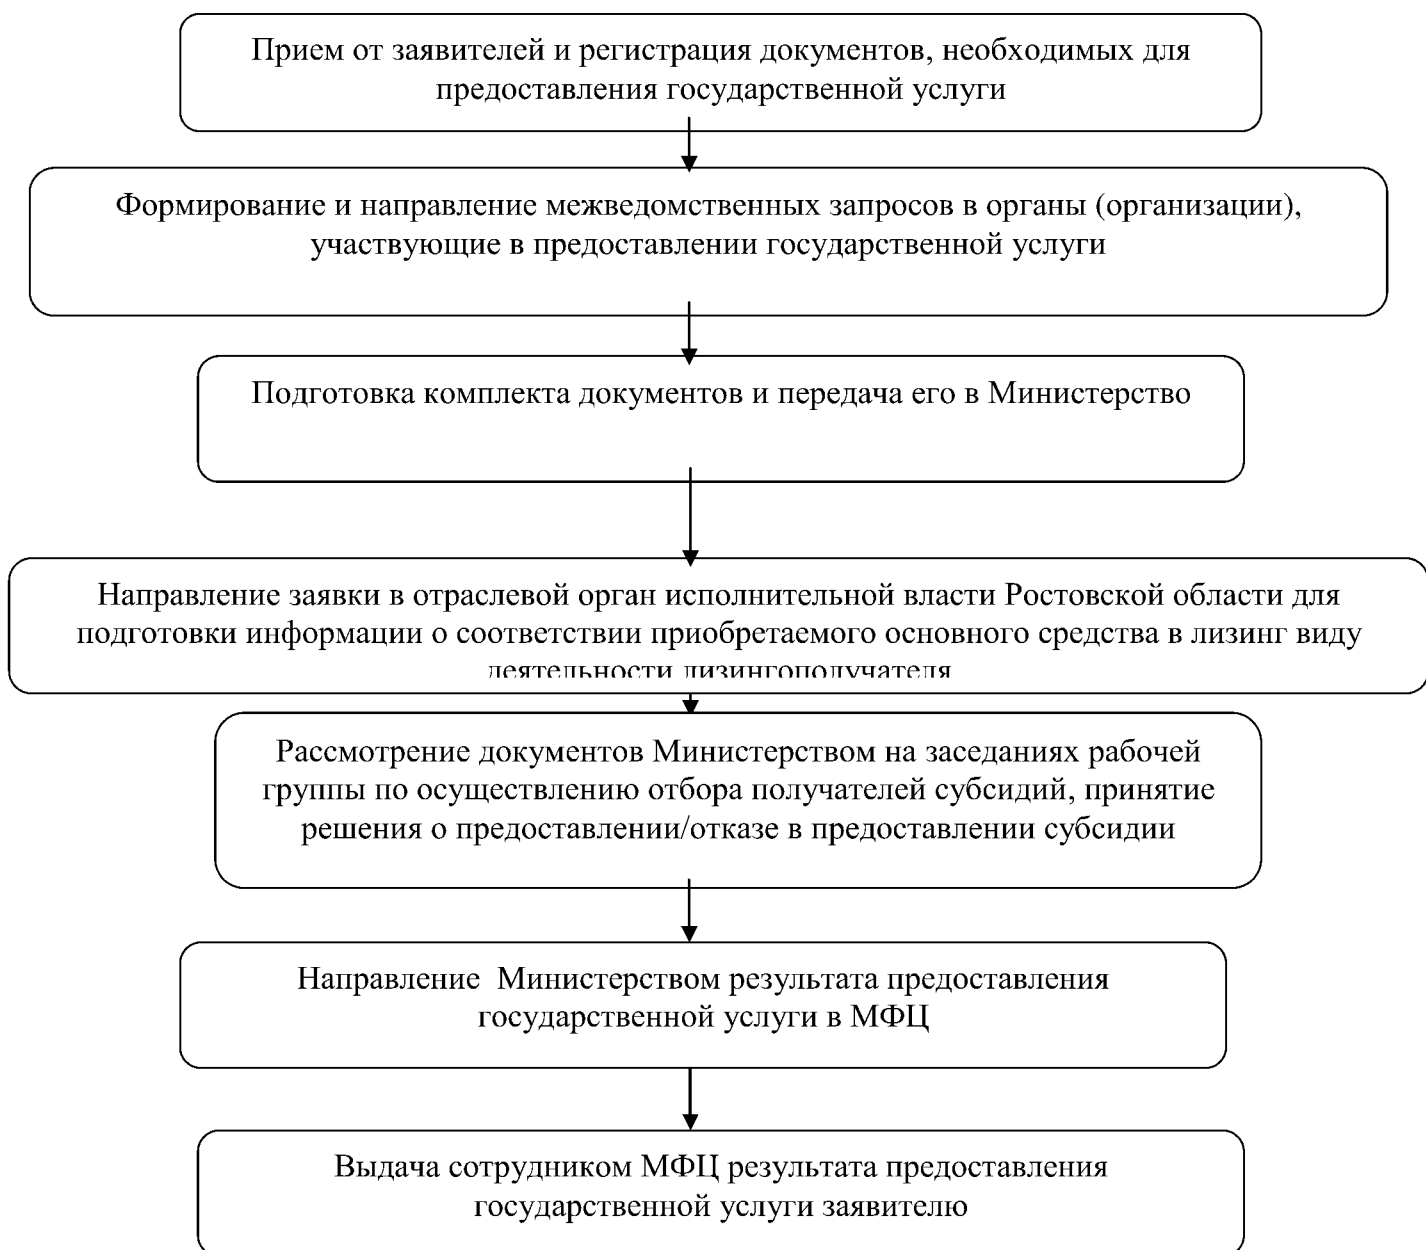 Прием от заявителей и регистрация документов, необходимых для
предоставления государственной услуги
Формирование и направление межведомственных запросов в органы (организации),
участвующие в предоставлении государственной услуги
Подготовка комплекта документов и передача его в Министерство
Направление заявки в отраслевой орган исполнительной власти Ростовской области для
подготовки информации о соответствии приобретаемого основного средства в лизинг виду
деятельности лизингополучателя
Рассмотрение документов Министерством на заседаниях рабочей
группы по осуществлению отбора получателей субсидий, принятие
решения о предоставлении/отказе в предоставлении субсидии
Направление  Министерством результата предоставления
государственной услуги в МФЦ
Выдача сотрудником МФЦ результата предоставления
государственной услуги заявителю